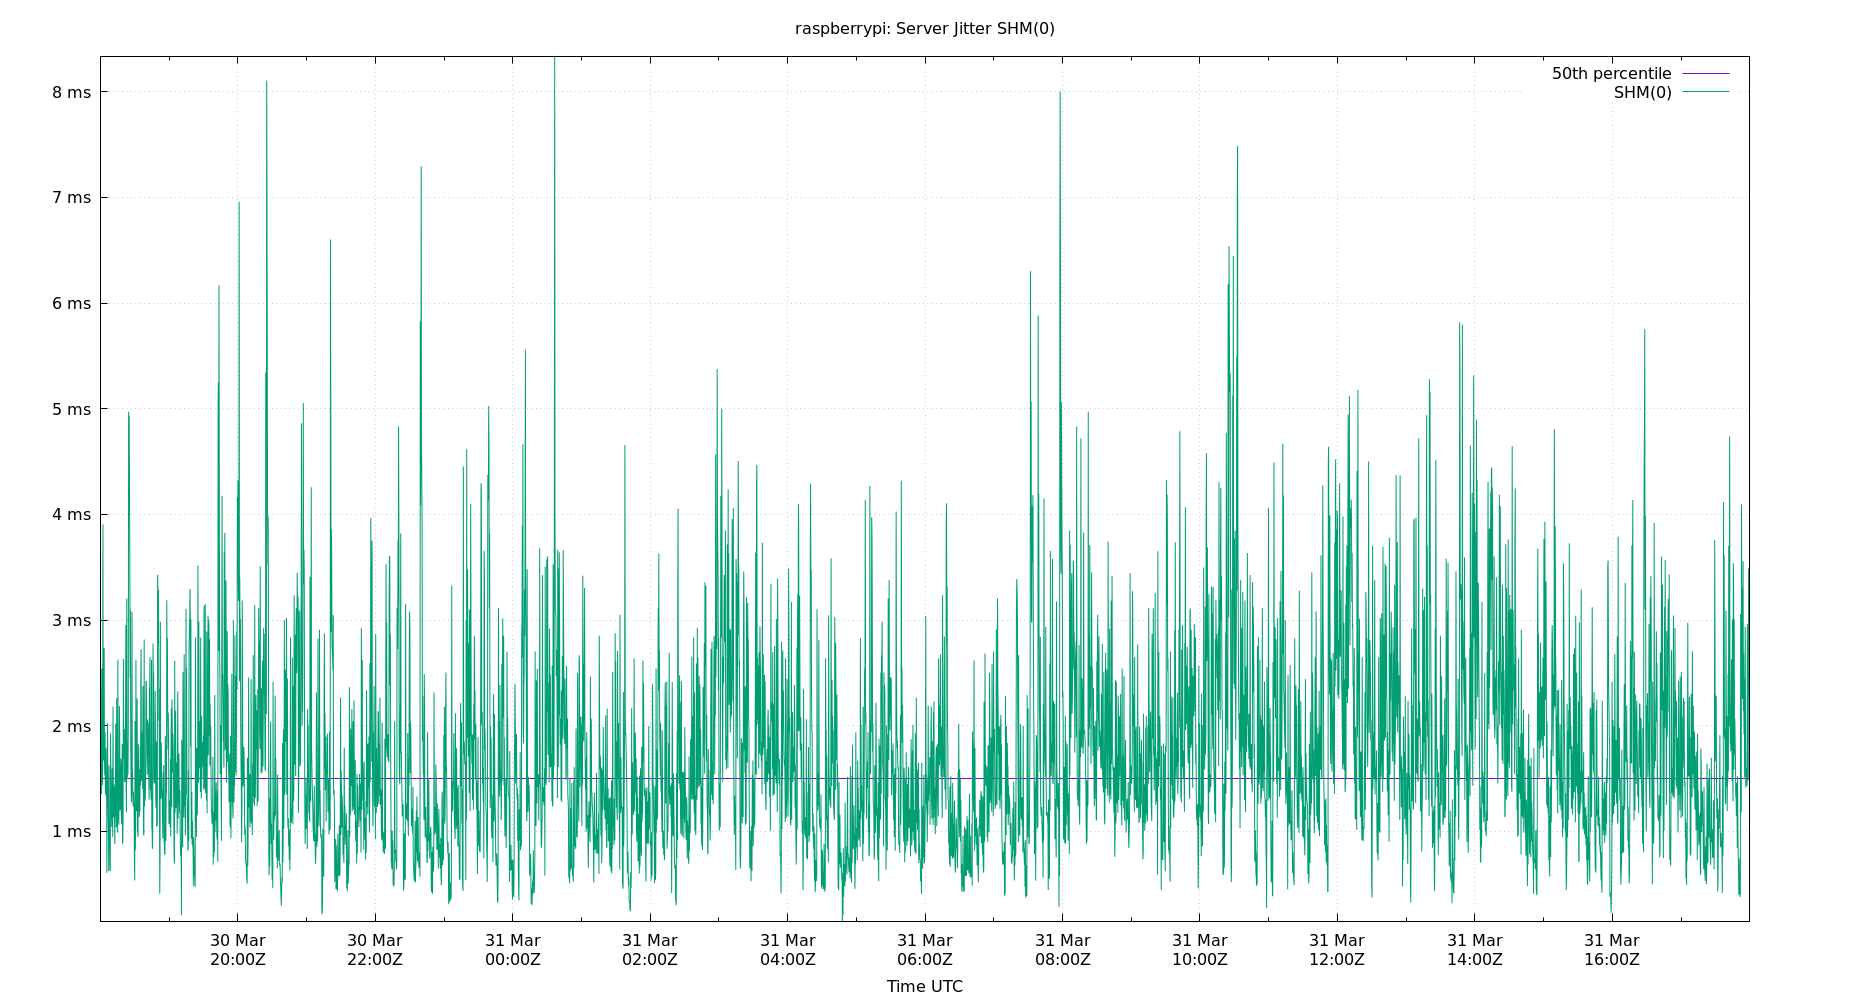 raspberrypi: Server Jitter SHM(0)
50th percentile
SHM(0)
8 ms
7 ms
6 ms
5 ms
4 ms
3 ms
2 ms
1 ms
30 Mar 30 Mar 31 Mar 31 Mar 31 Mar 31 Mar 31 Mar 31 Mar 31 Mar 31 Mar 31 Mar
20:00Z 22:00Z 00:00Z 02:00Z 04:00Z 06:00Z 08:00Z 10:00Z 12:00Z 14:00Z 16:00Z
Time UTC